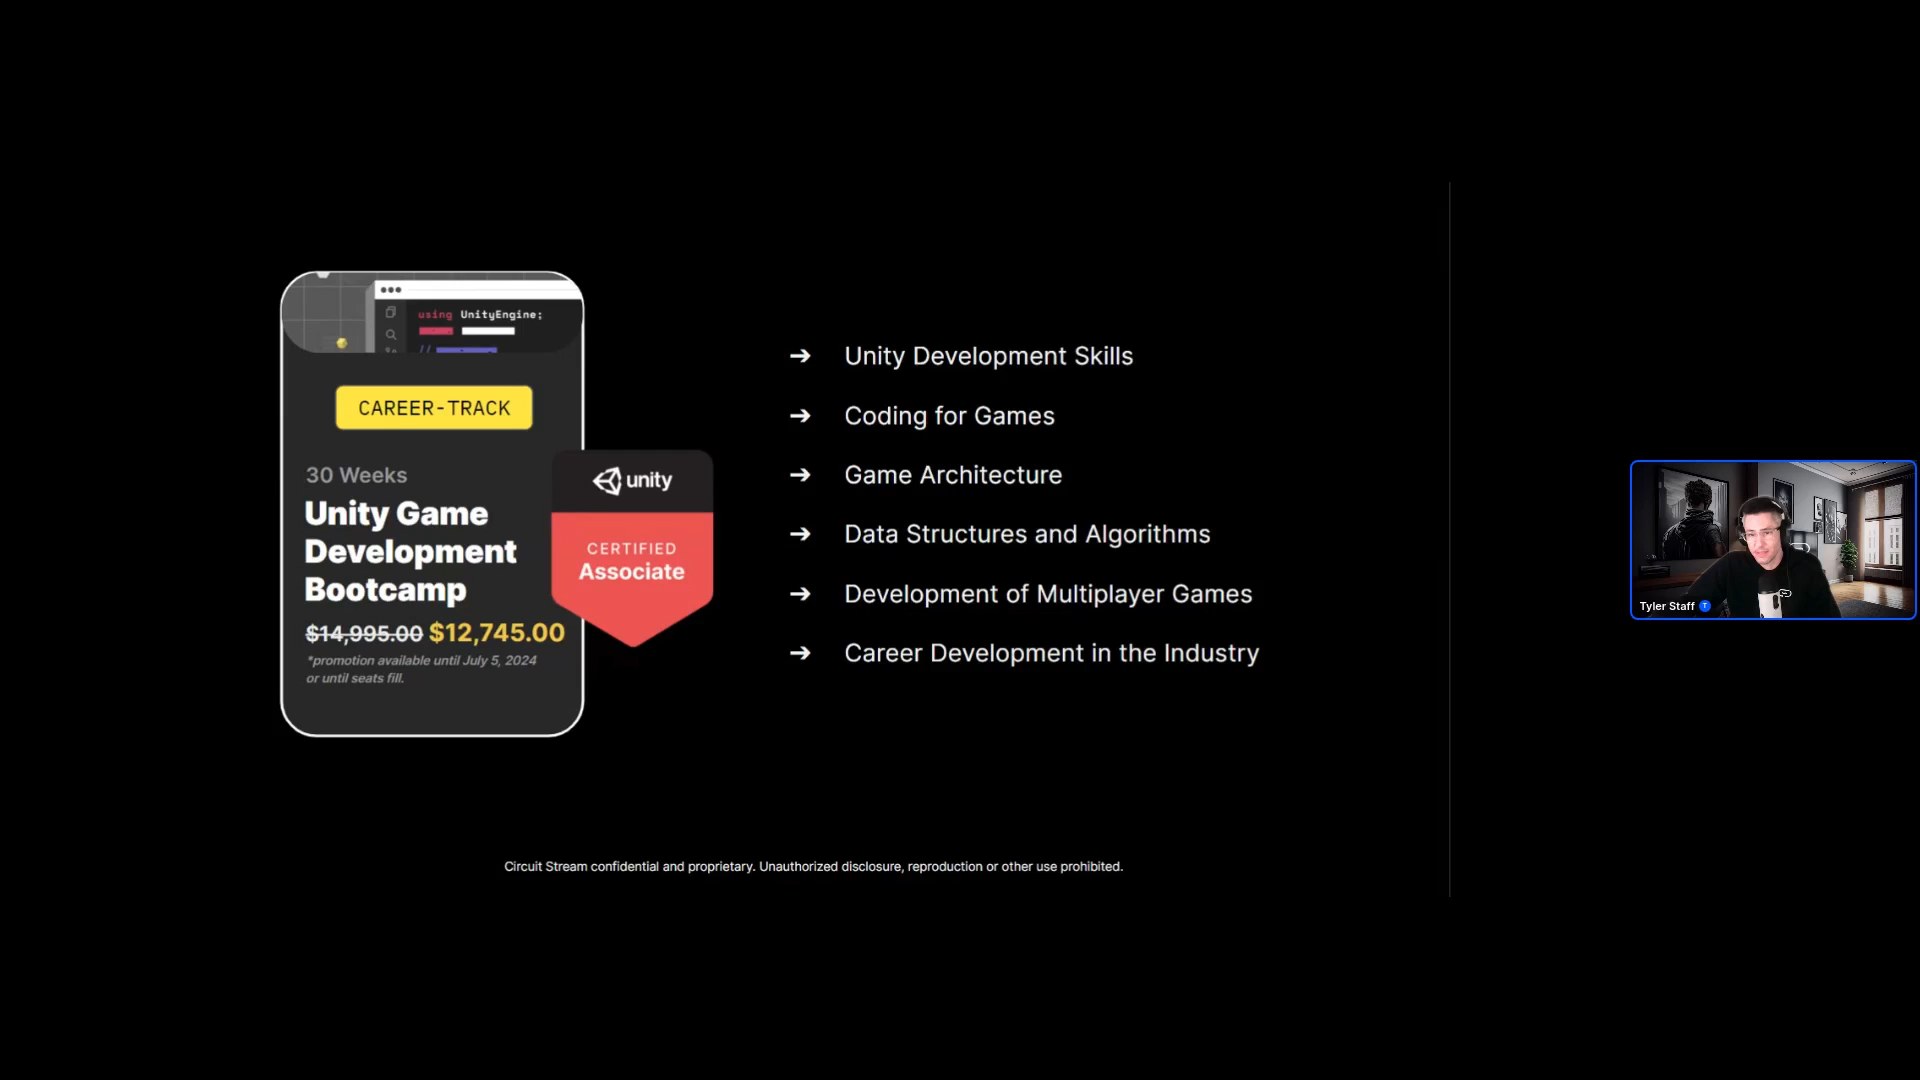 using UnityEngine;
//
CAREER-TRACK
30 Weeks
Unity Game
Development
Bootcamp
$14,995.00 $12,745.00
*promotion available until July 5, 2024
or until seats fill.
unity
CERTIFIED
Associate
→ Unity Development Skills
→ Coding for Games
→ Game Architecture
→ Data Structures and Algorithms
→ Development of Multiplayer Games
→ Career Development in the Industry
Circuit Stream confidential and proprietary. Unauthorized disclosure, reproduction or other use prohibited.
Tyler Staff T